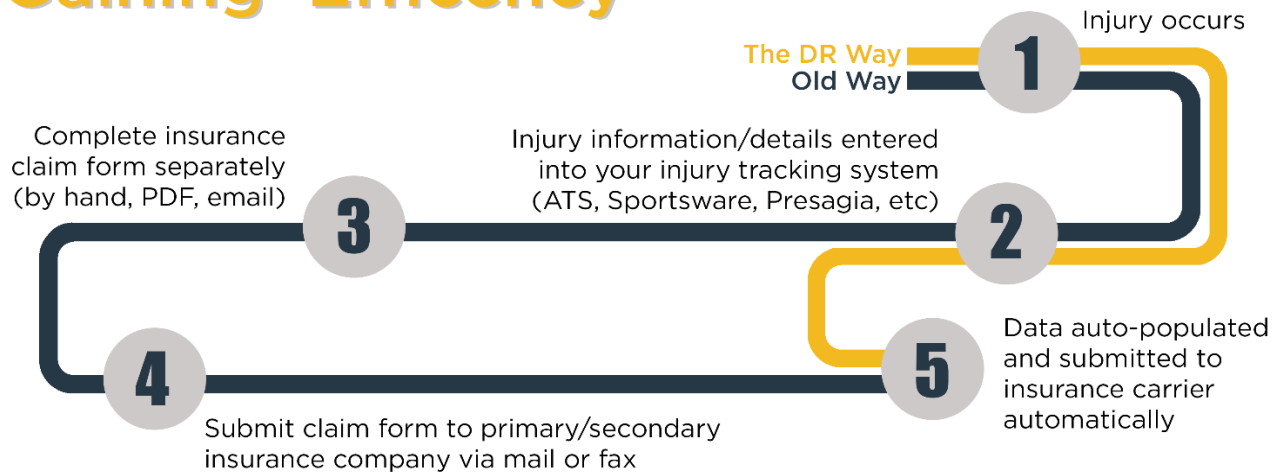 Gaining Efficency
1
Injury occurs
The DR Way
Old Way
Complete insurance
claim form separately
(by hand, PDF, email)
3
Injury information/details entered
into your injury tracking system
(ATS, Sportsware, Presagia, etc)
2
4
Submit claim form to primary/secondary
insurance company via mail or fax
5
Data auto-populated
and submitted to
insurance carrier
automatically